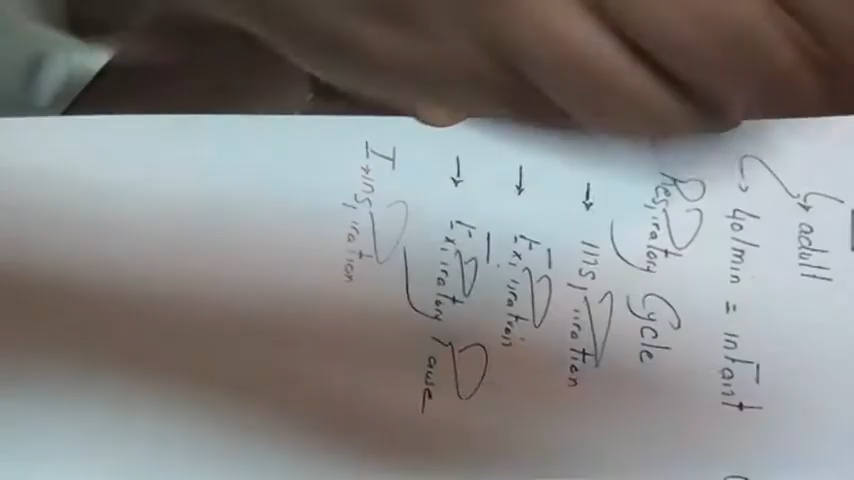 ↳ adult
↳ 40/min = infant
Respiratory Cycle
→ inspiration
→ Expiration
→ Expiratory Pause
I → inspiration